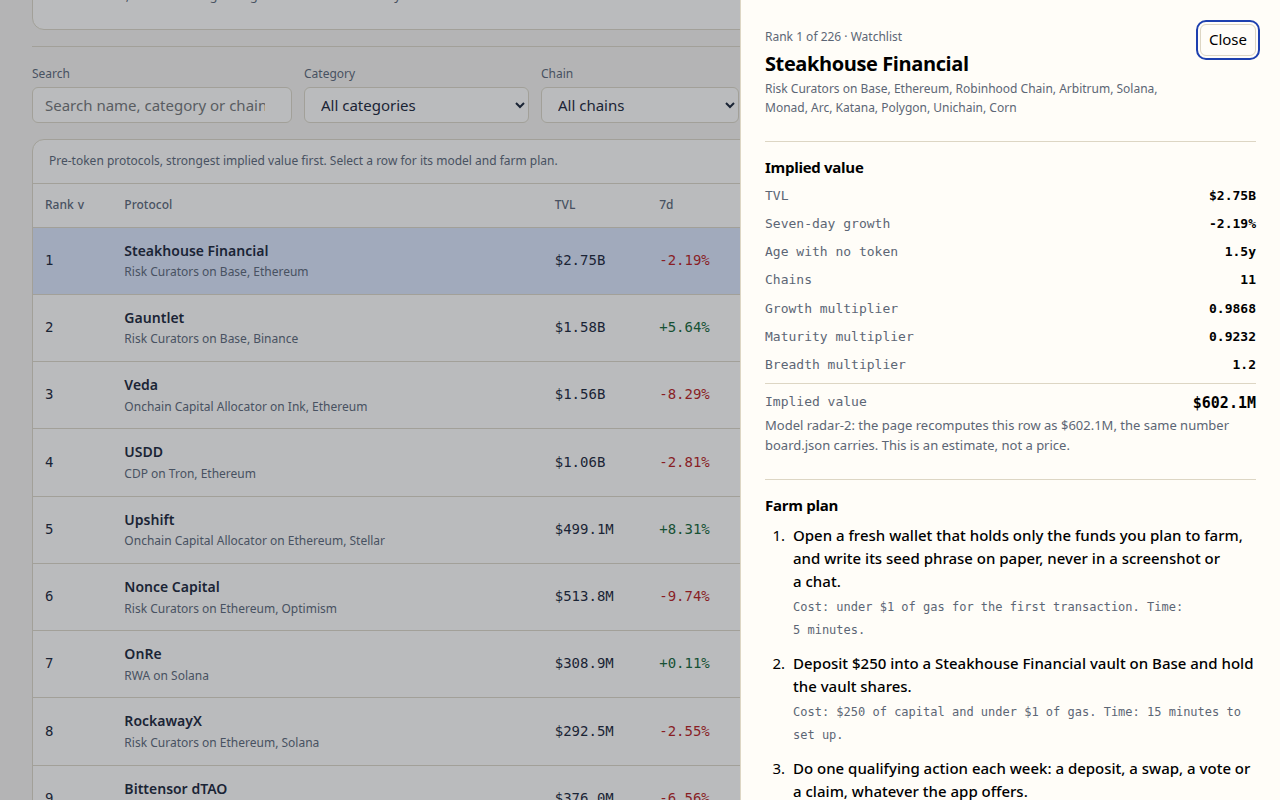 Search
Category
Chain
Search name, category or chain
All categories
All chains
Pre-token protocols, strongest implied value first. Select a row for its model and farm plan.
Rank v Protocol TVL 7d
1 Steakhouse Financial $2.75B -2.19%
Risk Curators on Base, Ethereum
2 Gauntlet $1.58B +5.64%
Risk Curators on Base, Binance
3 Veda $1.56B -8.29%
Onchain Capital Allocator on Ink, Ethereum
4 USDD $1.06B -2.81%
CDP on Tron, Ethereum
5 Upshift $499.1M +8.31%
Onchain Capital Allocator on Ethereum, Stellar
6 Nonce Capital $513.8M -9.74%
Risk Curators on Ethereum, Optimism
7 OnRe $308.9M +0.11%
RWA on Solana
8 RockawayX $292.5M -2.55%
Risk Curators on Ethereum, Solana
9 Bittensor dTAO $376.0M -6.56%
Rank 1 of 226 · Watchlist
Close
Steakhouse Financial
Risk Curators on Base, Ethereum, Robinhood Chain, Arbitrum, Solana,
Monad, Arc, Katana, Polygon, Unichain, Corn
Implied value
TVL $2.75B
Seven-day growth -2.19%
Age with no token 1.5y
Chains 11
Growth multiplier 0.9868
Maturity multiplier 0.9232
Breadth multiplier 1.2
Implied value $602.1M
Model radar-2: the page recomputes this row as $602.1M, the same number
board.json carries. This is an estimate, not a price.
Farm plan
1. Open a fresh wallet that holds only the funds you plan to farm,
and write its seed phrase on paper, never in a screenshot or
a chat.
Cost: under $1 of gas for the first transaction. Time:
5 minutes.
2. Deposit $250 into a Steakhouse Financial vault on Base and hold
the vault shares.
Cost: $250 of capital and under $1 of gas. Time: 15 minutes to
set up.
3. Do one qualifying action each week: a deposit, a swap, a vote or
a claim, whatever the app offers.